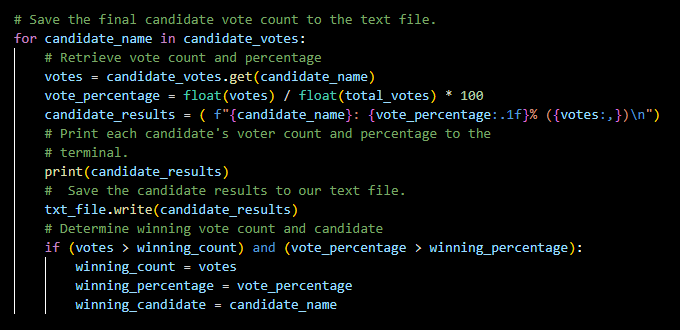 # Save the final candidate vote count to the text file.
for candidate_name in candidate_votes:
    # Retrieve vote count and percentage
    votes = candidate_votes.get(candidate_name)
    vote_percentage = float(votes) / float(total_votes) * 100
    candidate_results = ( f"{candidate_name}: {vote_percentage:.1f}% ({votes:,})\n")
    # Print each candidate's voter count and percentage to the
    # terminal.
    print(candidate_results)
    #  Save the candidate results to our text file.
    txt_file.write(candidate_results)
    # Determine winning vote count and candidate
    if (votes > winning_count) and (vote_percentage > winning_percentage):
        winning_count = votes
        winning_percentage = vote_percentage
        winning_candidate = candidate_name